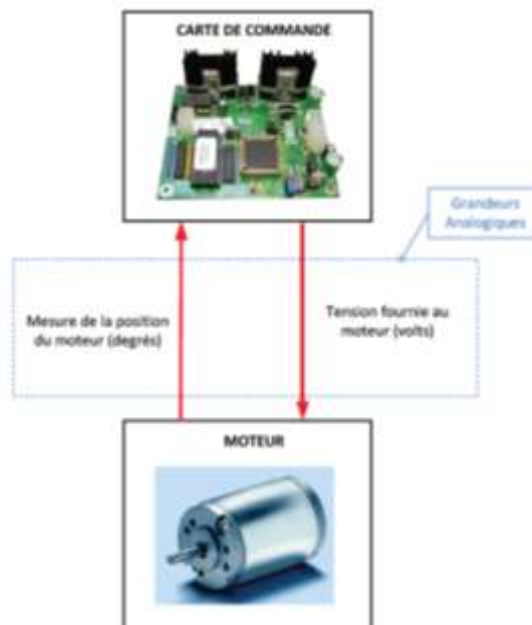 CARTE DE COMMANDE
Grandeurs
Analogiques
Mesure de la position
du moteur (degrés)
Tension fournie au
moteur (volts)
MOTEUR